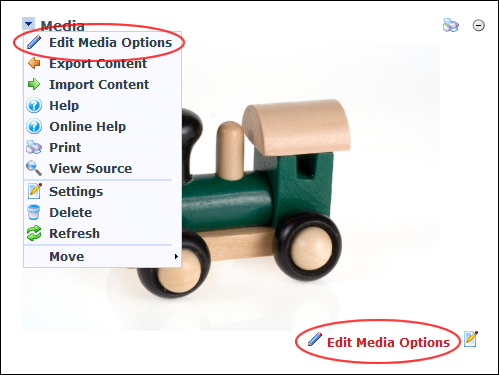 Media
Edit Media Options
Export Content
Import Content
Help
Online Help
Print
View Source
Settings
Delete
Refresh
Move
Edit Media Options